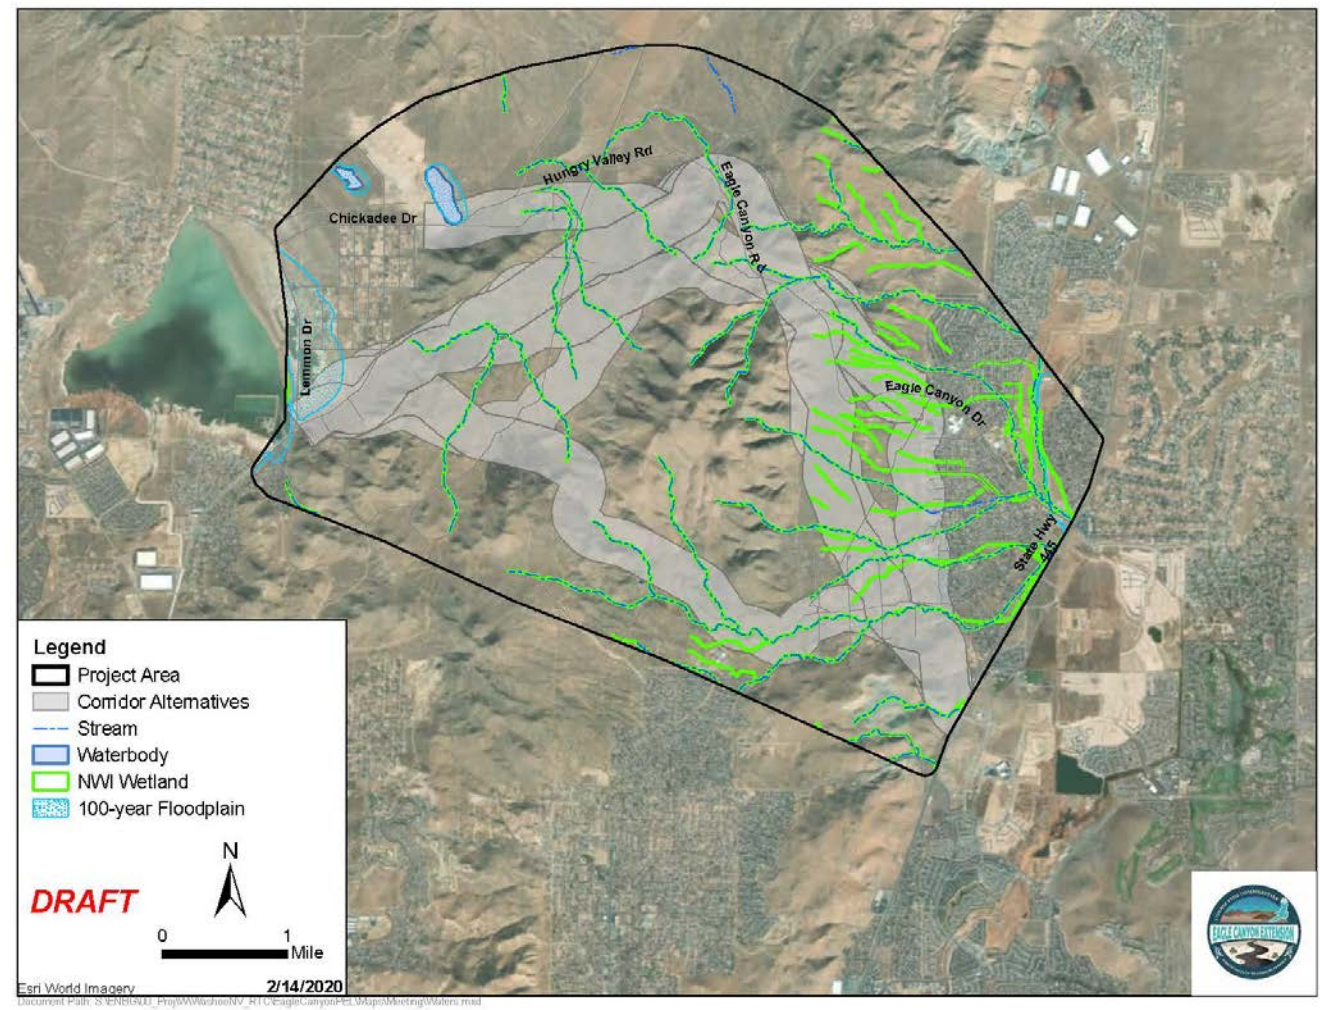 Hungry Valley Rd
Eagle Canyon Rd
Chickadee Dr
Lemmon Dr
Eagle Canyon Dr
State Hwy
445
Legend
Project Area
Corridor Alternatives
Stream
Waterbody
NWI Wetland
100-year Floodplain
N
DRAFT
0 1
Mile
Esri World Imagery 2/14/2020
EAGLE CANYON EXTENSION